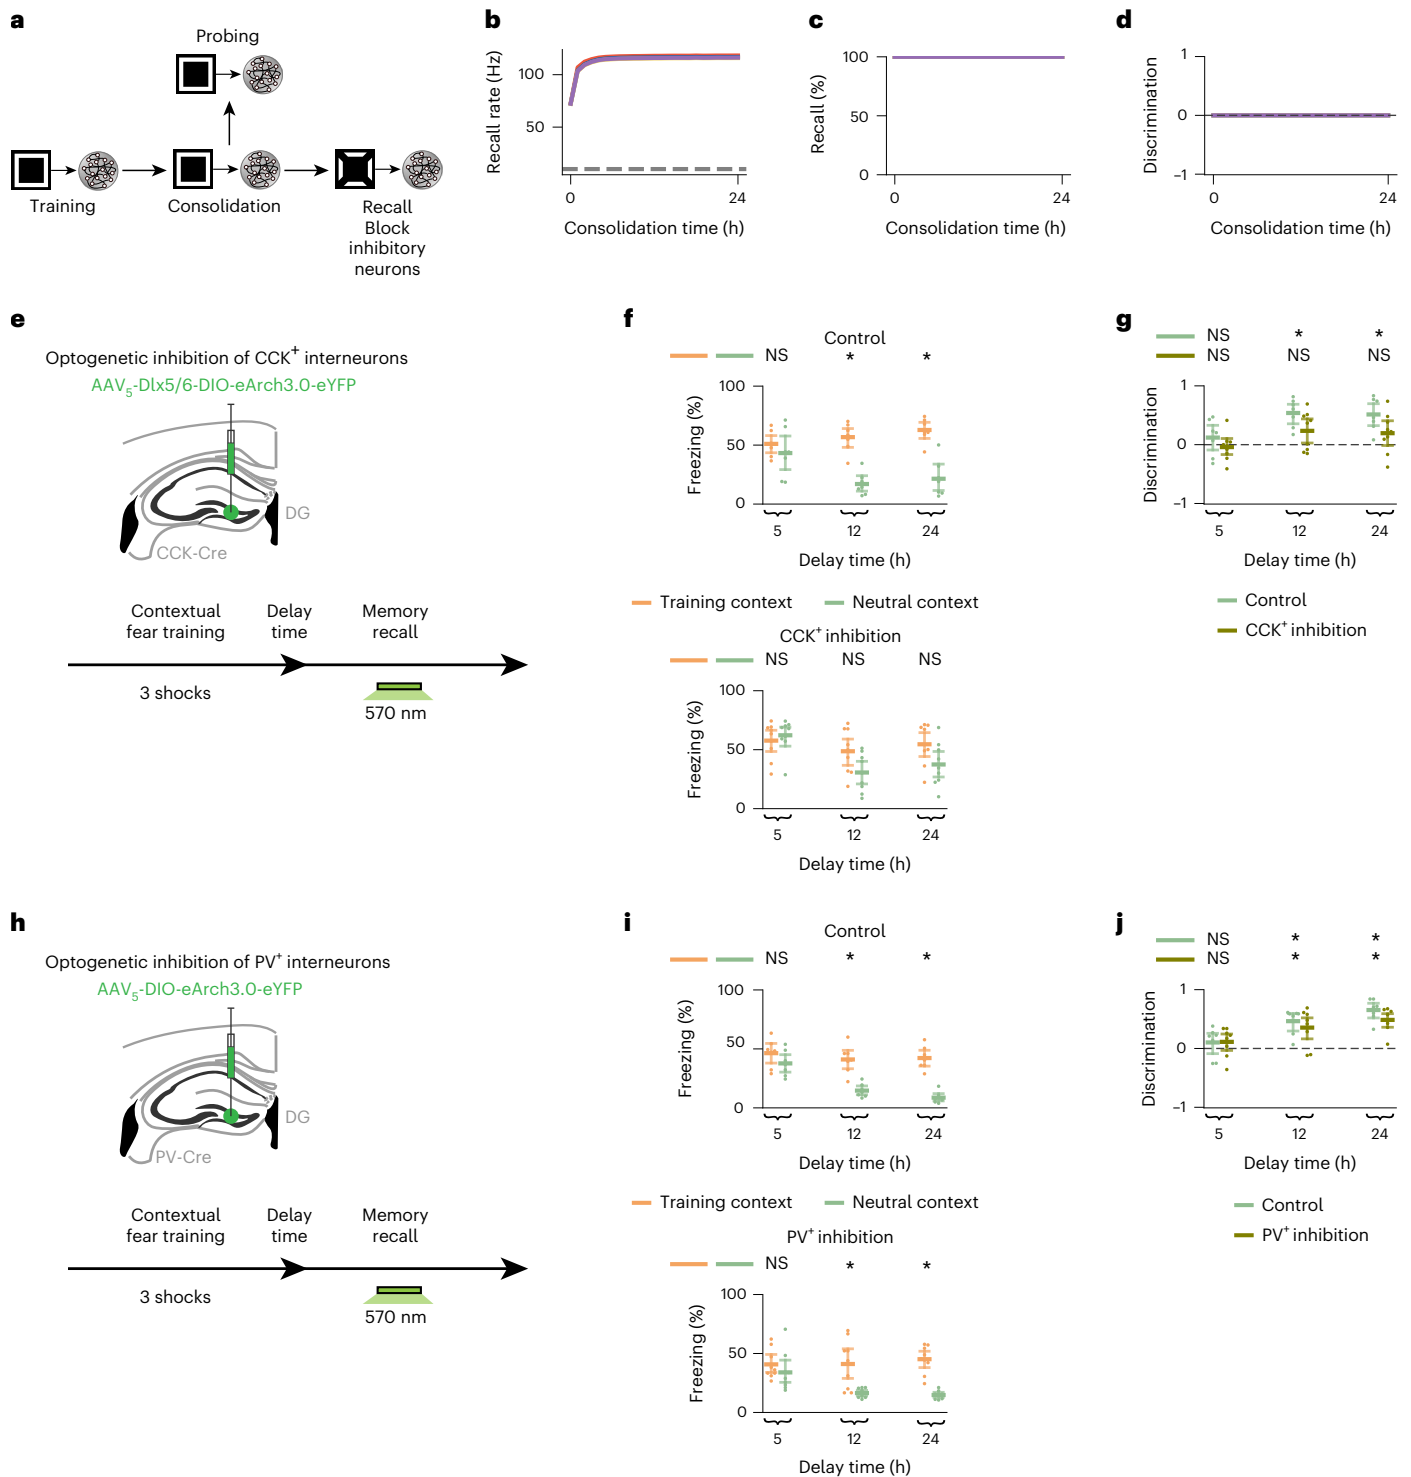 a
Probing
Training
Consolidation
Recall
Block
inhibitory
neurons
b
Recall rate (Hz)
100
50
0
24
Consolidation time (h)
c
Recall (%)
100
50
0
0
24
Consolidation time (h)
d
Discrimination
1
0
–1
0
24
Consolidation time (h)
e
Optogenetic inhibition of CCK+ interneurons
AAV5-Dlx5/6-DIO-eArch3.0-eYFP
DG
CCK-Cre
Contextual
fear training
Delay
time
Memory
recall
3 shocks
570 nm
f
Control
NS * *
Freezing (%)
100
50
0
5 12 24
Delay time (h)
Training context Neutral context
CCK+ inhibition
NS NS NS
Freezing (%)
100
50
0
5 12 24
Delay time (h)
g
NS * *
NS NS NS
Discrimination
1
0
–1
5 12 24
Delay time (h)
Control
CCK+ inhibition
h
Optogenetic inhibition of PV+ interneurons
AAV5-DIO-eArch3.0-eYFP
DG
PV-Cre
Contextual
fear training
Delay
time
Memory
recall
3 shocks
570 nm
i
Control
NS * *
Freezing (%)
100
50
0
5 12 24
Delay time (h)
Training context Neutral context
PV+ inhibition
NS * *
Freezing (%)
100
50
0
5 12 24
Delay time (h)
j
NS * *
NS * *
Discrimination
1
0
–1
5 12 24
Delay time (h)
Control
PV+ inhibition